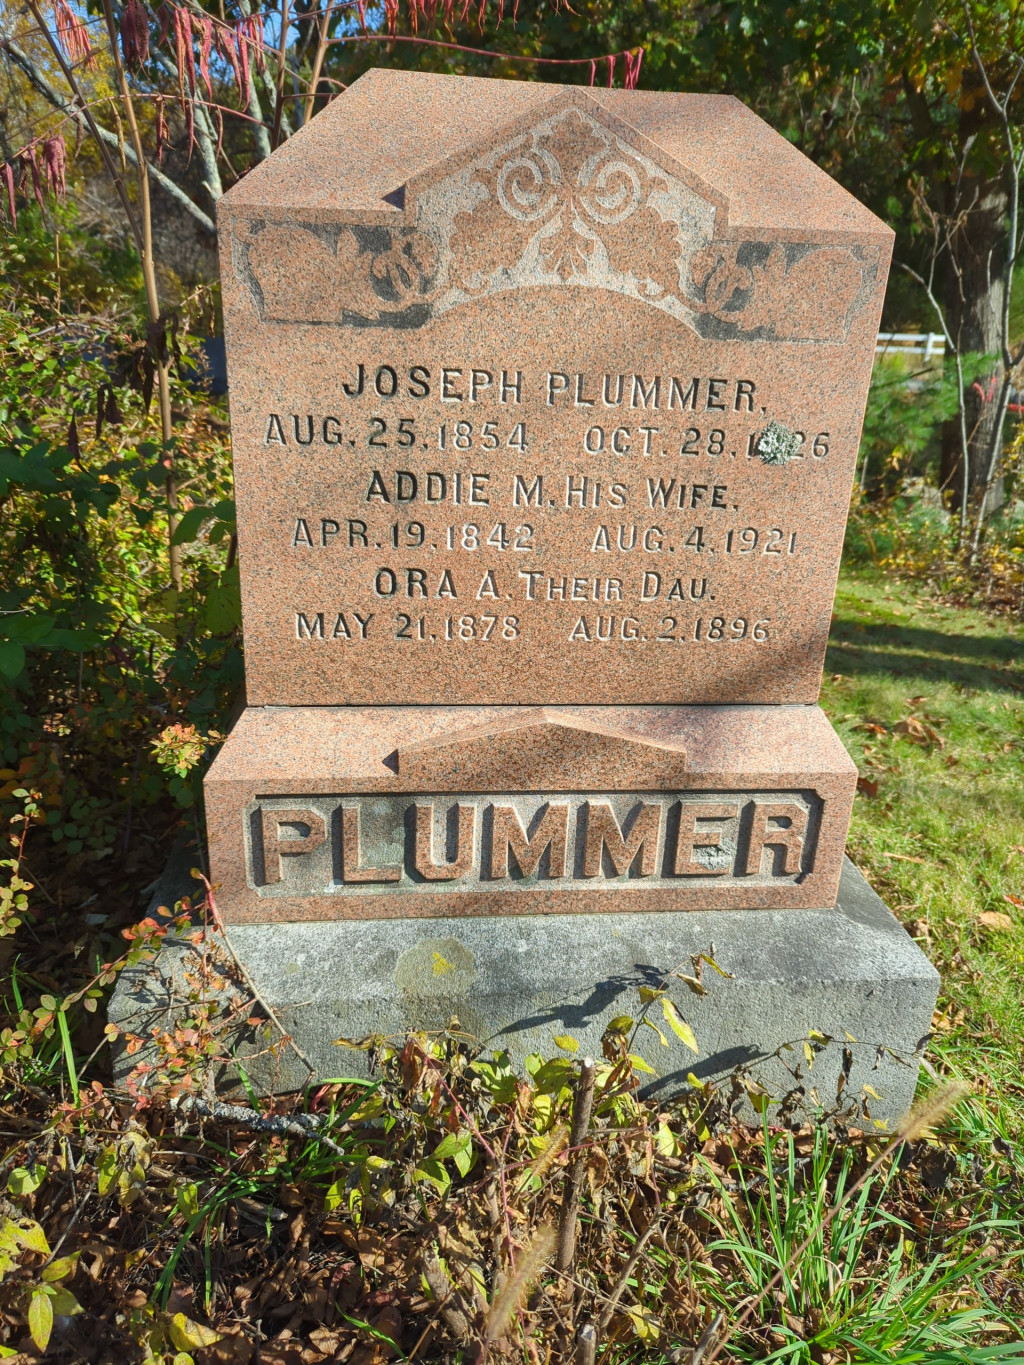 JOSEPH PLUMMER,
AUG. 25, 1854 OCT. 28,
ADDIE M. HIS WIFE.
APR. 19, 1842 AUG. 4, 1921
ORA A. THEIR DAU.
MAY 21, 1878 AUG. 2, 1896
PLUMMER